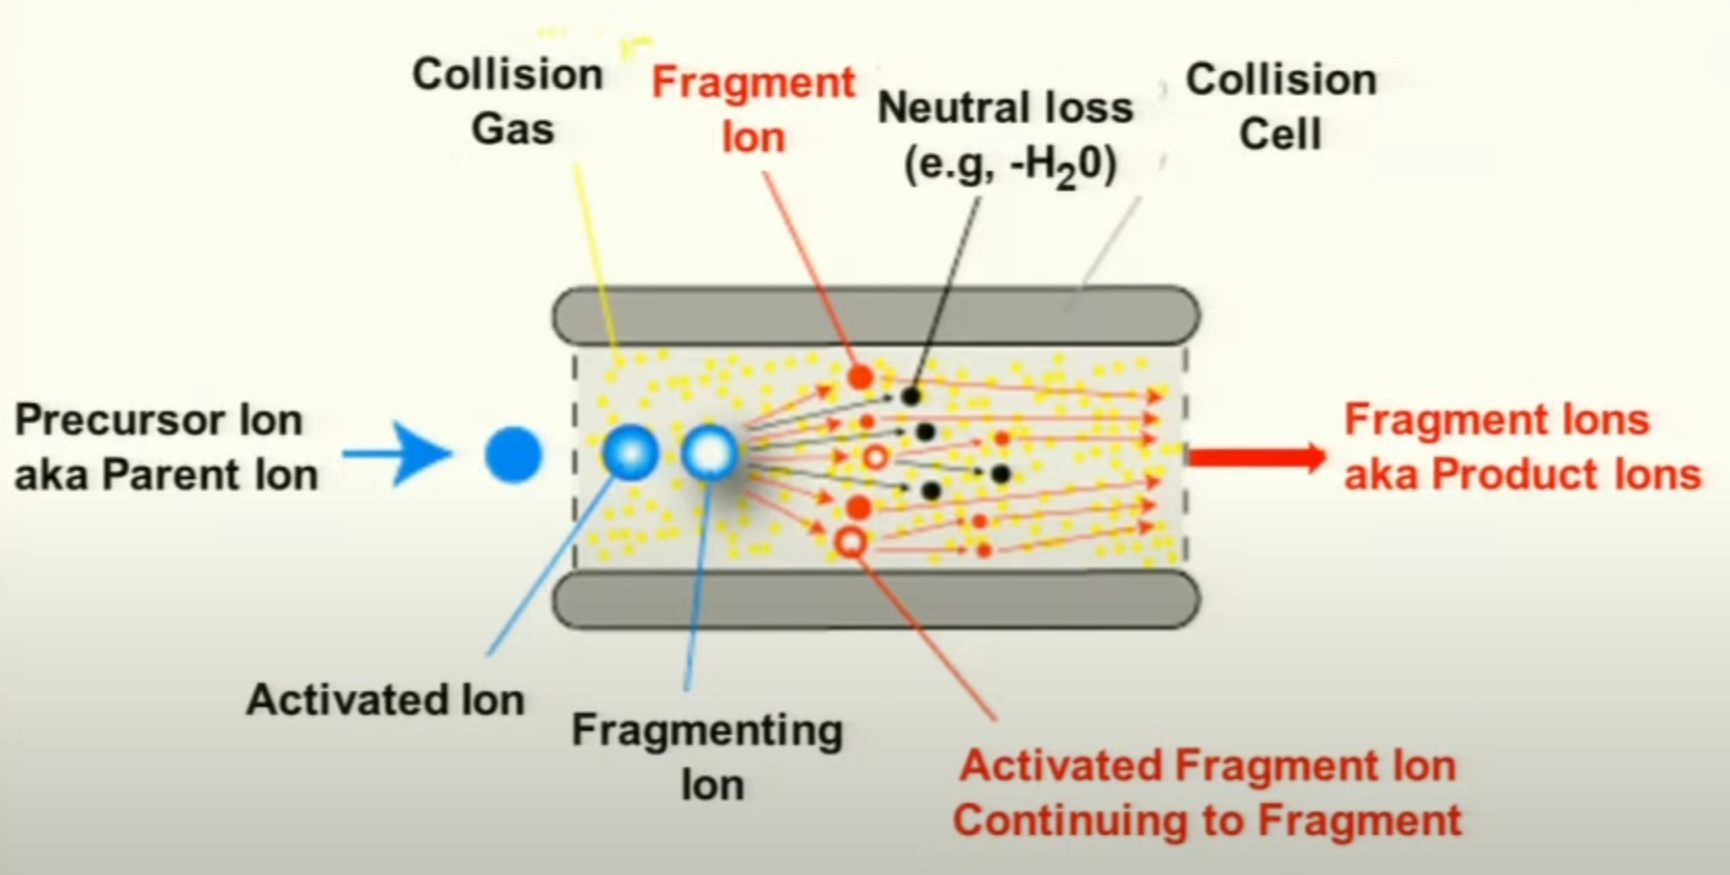 Collision
Gas
Fragment
Ion
Neutral loss
(e.g, -H₂0)
Collision
Cell
Precursor Ion
aka Parent Ion
Fragment Ions
aka Product Ions
Activated Ion
Fragmenting
Ion
Activated Fragment Ion
Continuing to Fragment